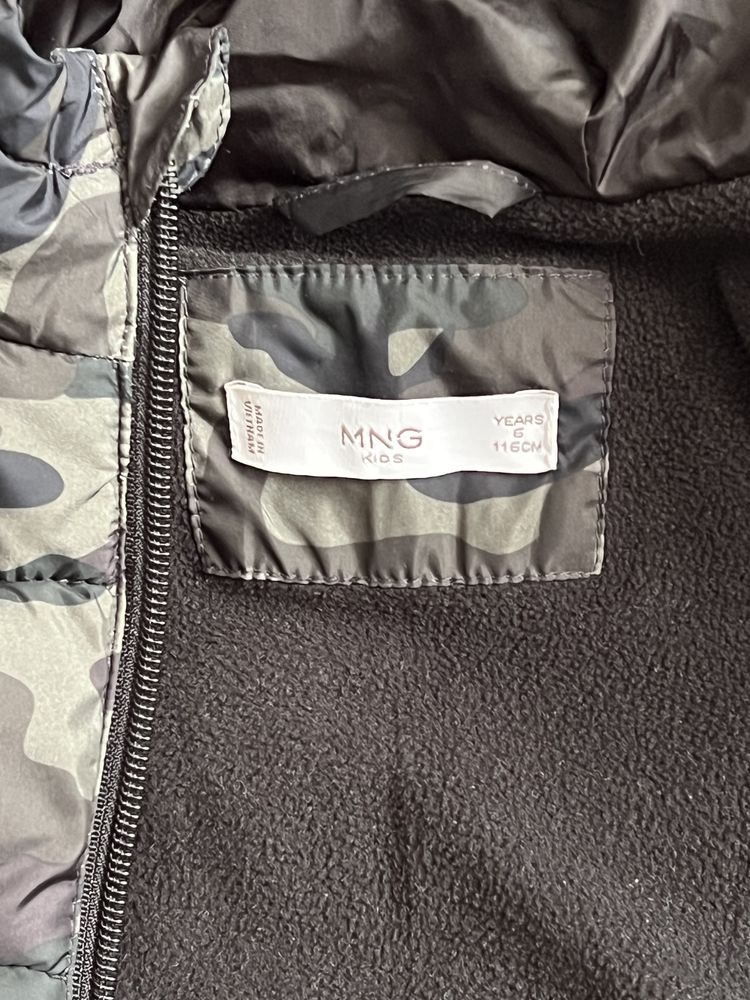 MADE IN
VIETNAM
MNG
KIDS
YEARS
6
116CM